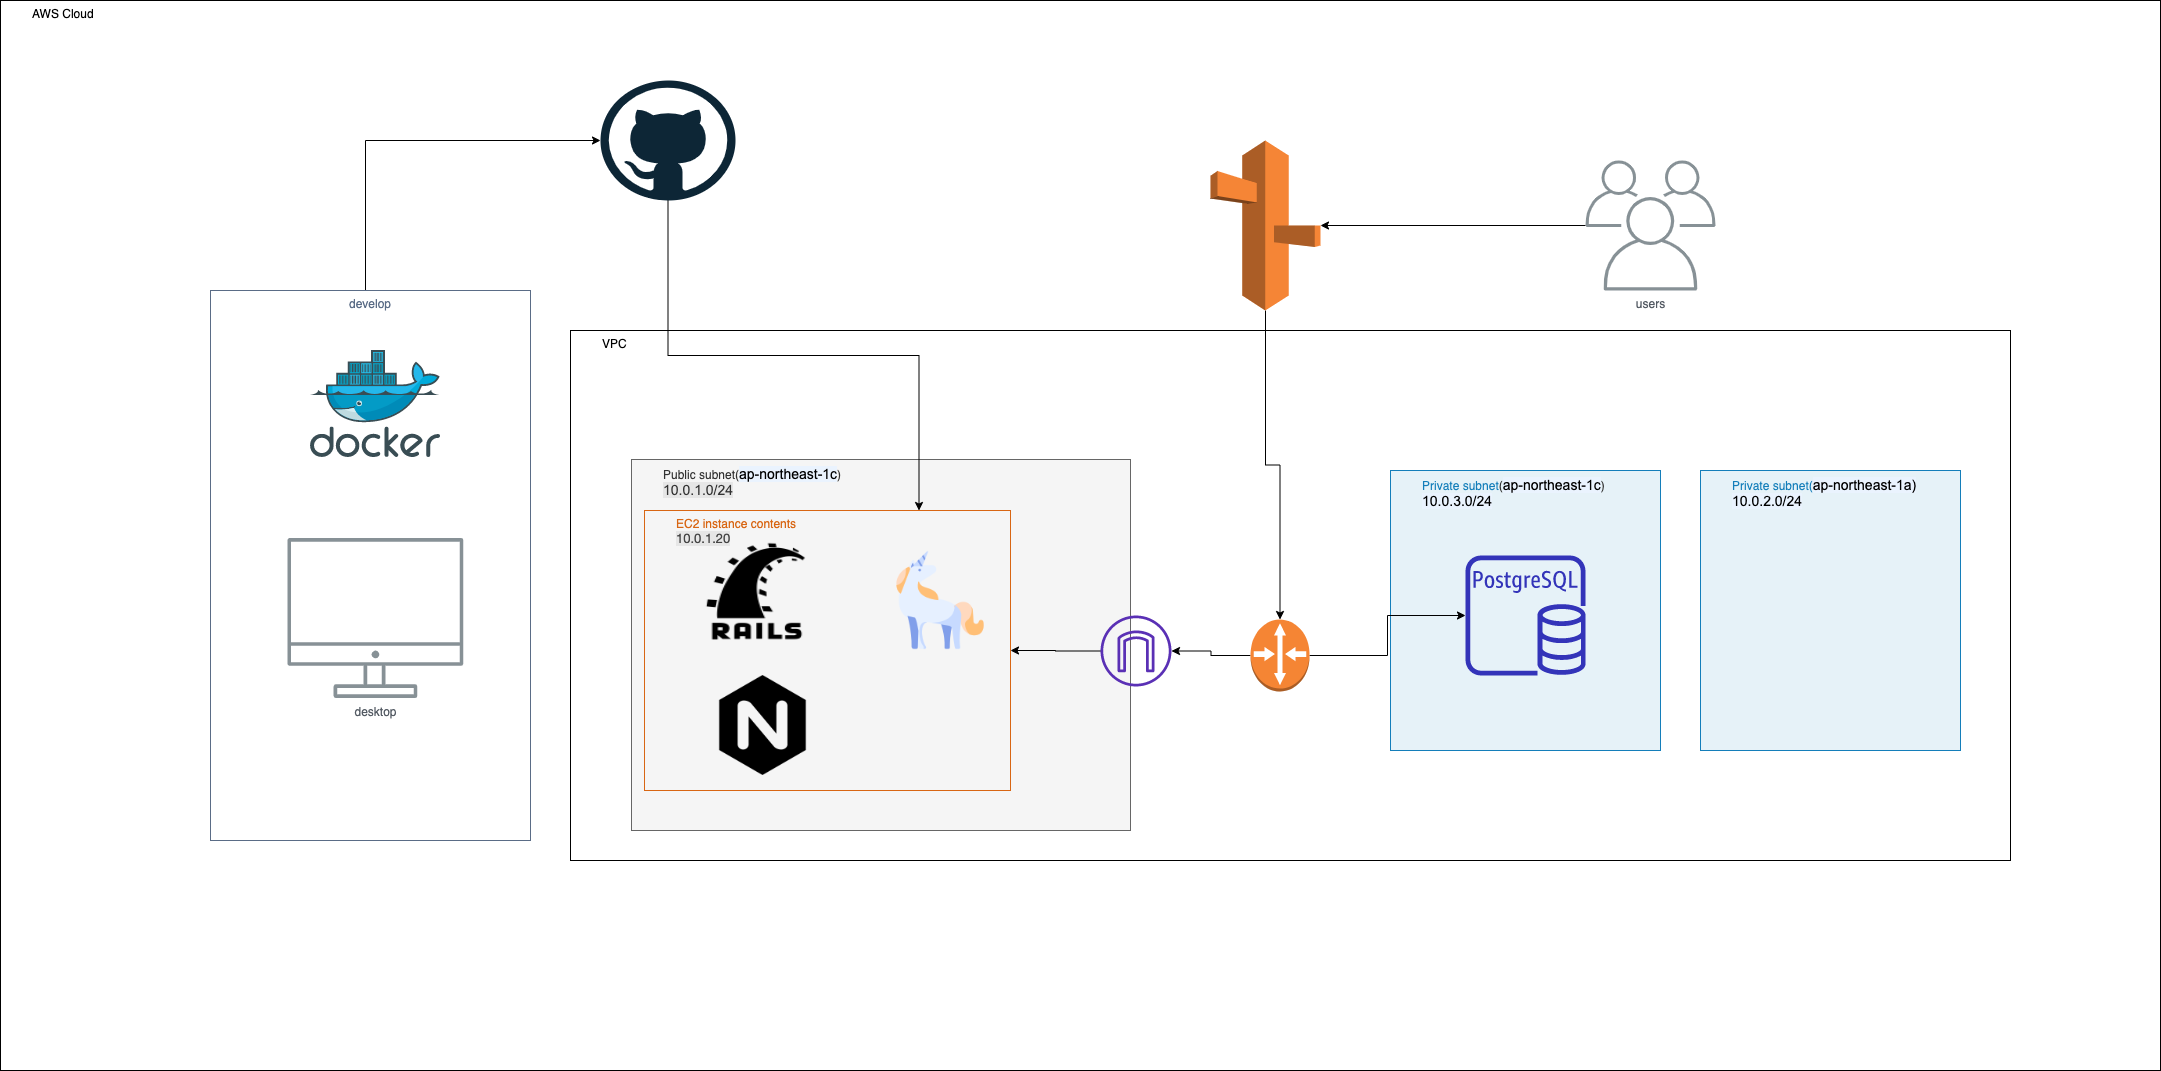 AWS Cloud
develop
docker
desktop
users
VPC
Public subnet(ap-northeast-1c)
10.0.1.0/24
EC2 instance contents
10.0.1.20
RAILS
N
Private subnet(ap-northeast-1c)
10.0.3.0/24
PostgreSQL
Private subnet(ap-northeast-1a)
10.0.2.0/24